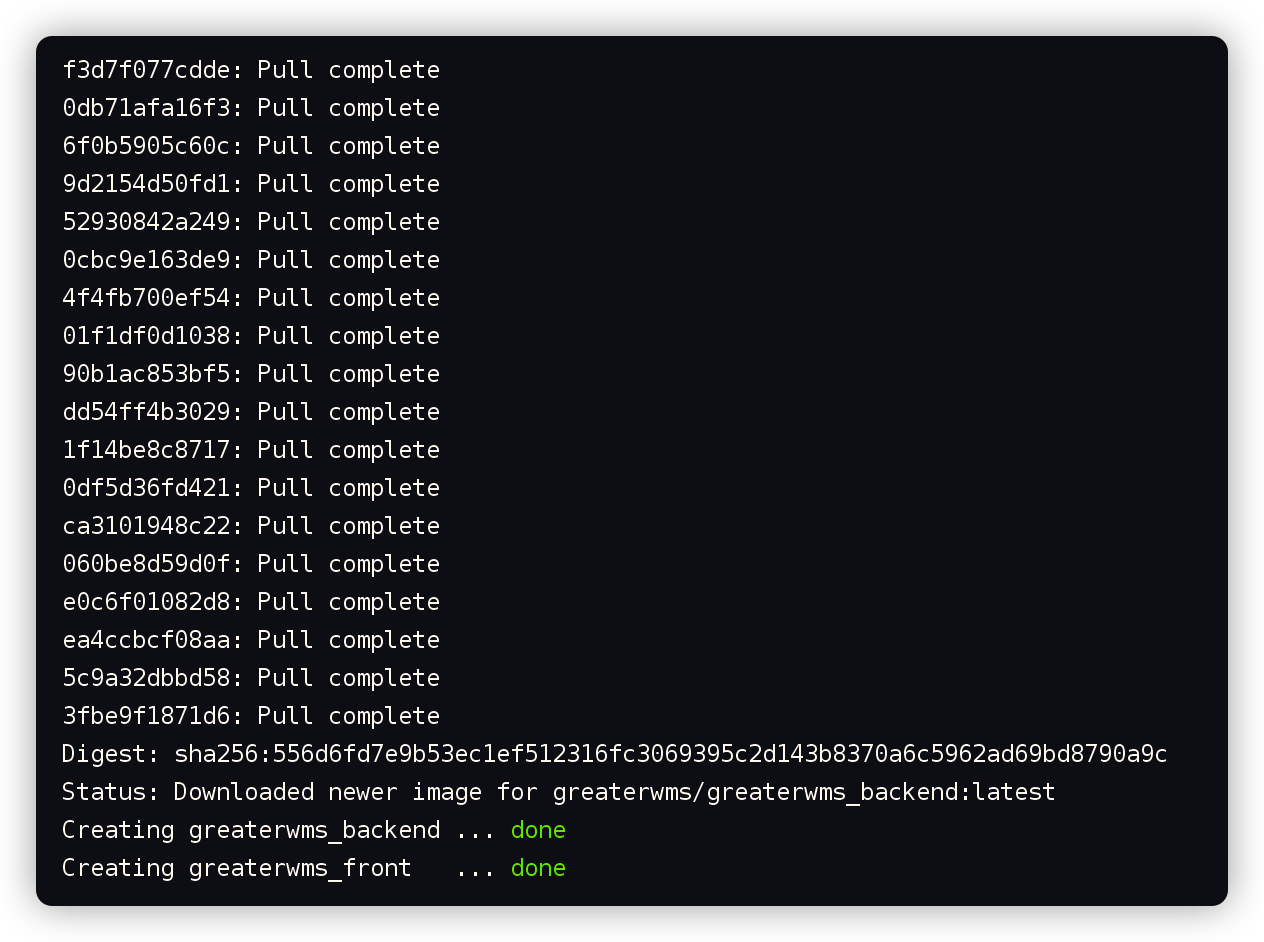 f3d7f077cdde: Pull complete
0db71afa16f3: Pull complete
6f0b5905c60c: Pull complete
9d2154d50fd1: Pull complete
52930842a249: Pull complete
0cbc9e163de9: Pull complete
4f4fb700ef54: Pull complete
01f1df0d1038: Pull complete
90b1ac853bf5: Pull complete
dd54ff4b3029: Pull complete
1f14be8c8717: Pull complete
0df5d36fd421: Pull complete
ca3101948c22: Pull complete
060be8d59d0f: Pull complete
e0c6f01082d8: Pull complete
ea4ccbcf08aa: Pull complete
5c9a32dbbd58: Pull complete
3fbe9f1871d6: Pull complete
Digest: sha256:556d6fd7e9b53ec1ef512316fc3069395c2d143b8370a6c5962ad69bd8790a9c
Status: Downloaded newer image for greaterwms/greaterwms_backend:latest
Creating greaterwms_backend ... done
Creating greaterwms_front   ... done